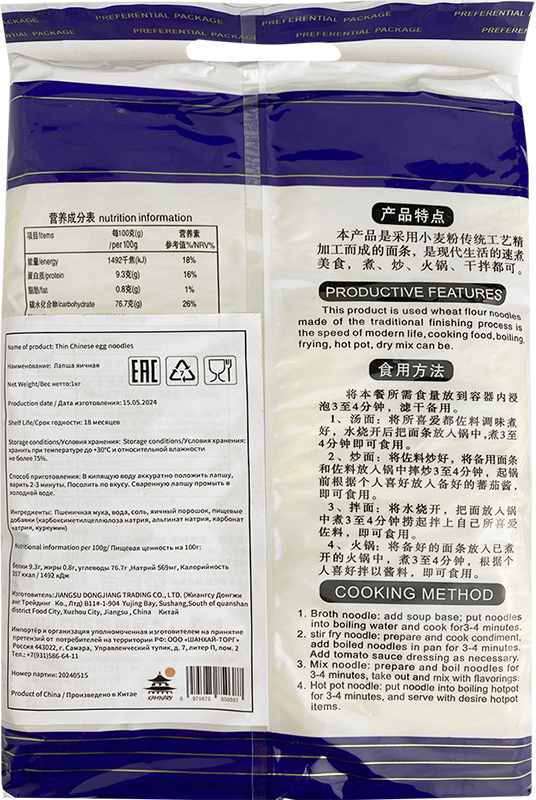 PREFERENTIAL PACKAGE PREFERENTIAL PACKAGE PREFERENTIAL PACKAGE
PREFERENTIAL PACKAGE PREFERENTIAL PACKAGE PREFERENTIAL
营养成分表 nutrition information
项目/Items 每100克(g) /per 100g 营养素参考值%/NRV%
能量/energy 1492千焦(kJ) 18%
蛋白质/protein 9.3克(g) 16%
脂肪/fat 0.8克(g) 1%
碳水化合物/carbohydrate 76.7克(g) 26%
Name of product: Thin Chinese egg noodles
Наименование: Лапша яичная
Net Weight/Вес нетто:1кг
EAC
7
Production date / Дата изготовления: 15.05.2024
Shelf Life/Срок годности: 18 месяцев
Storage conditions/Условия хранения: Storage conditions/Условия хранения:
хранить при температуре до +30°C и относительной влажности
не более 75%.
Способ приготовления: В кипящую воду аккуратно положить лапшу,
варить 2-3 минуты. Посолить по вкусу. Сваренную лапшу промыть в
холодной воде.
Ингредиенты: Пшеничная мука, вода, соль, яичный порошок, пищевые
добавки (карбоксиметилцеллюлоза натрия, альгинат натрия, карбонат
натрия, куркумин)
Nutritional information per 100g/ Пищевая ценность на 100г:
белки 9.3г, жиры 0.8г, углеводы 76.7г ,Натрий 569мг, Калорийность
357 ккал / 1492 кДж
Изготовитель:JIANGSU DONGJIANG TRADING CO., LTD. (Жиангсу Донгжи
анг Трейдинг Ко., Лтд) B11#-1-904 Yujing Bay, Sushang,South of quanshan
district Food City, Xuzhou City, Jiangsu , China Китай
Импортёр и организация уполномоченная изготовителем на принятие
претензий от потребителей на территории РФ: ООО «ШАНХАЙ-ТОРГ»
Россия 443022, г. Самара, Управленческий тупик, д. 7, литер П, пом. 2
Тел.: +7(931)586-64-11
Номер партии: 20240515
Product of China / Произведено в Китае
产品特点
本产品是采用小麦粉传统工艺精
加工而成的面条，是现代生活的速煮
美食，煮、炒、火锅、干拌都可。
PRODUCTIVE FEATURES
This product is used wheat flour noodles
made of the traditional finishing process is
the speed of modern life, cooking food, boiling,
frying, hot pot, dry mix can be.
食用方法
将本餐所需食量放到容器内浸
泡3至4分钟，滤干备用。
1、汤面：将所喜爱都佐料调味煮
好，水烧开后把面条放入锅中,煮3至
4分钟即可食用。
2、炒面：将佐料炒好，将备用面条
和佐料放入锅中摔炒3至4分钟，起锅
前根据个人喜好放入备好的蕃茄酱，
即可食用。
3、拌面：将水烧开，把面放入锅
中煮3至4分钟捞起拌上自己所喜爱
佐料，即可食用。
4、火锅：将备好的面条放入已煮
开的火锅中，煮3至4分钟，根据个
人喜好拌以酱料，即可食用。
COOKING METHOD
1. Broth noodle: add soup base; put noodles
into boiling water and cook for3-4 minutes.
2. stir fry noodle: prepare and cook condiment,
add boiled noodles in pan for 3-4 minutes.
Add tomato sauce dressing as necessary.
3. Mix noodle: prepare and boil noodles for
3-4 minutes, take out and mix with flavorings.
4. Hot pot noodle: put noodle into boiling hotpot
for 3-4 minutes, and serve with desire hotpot
items.